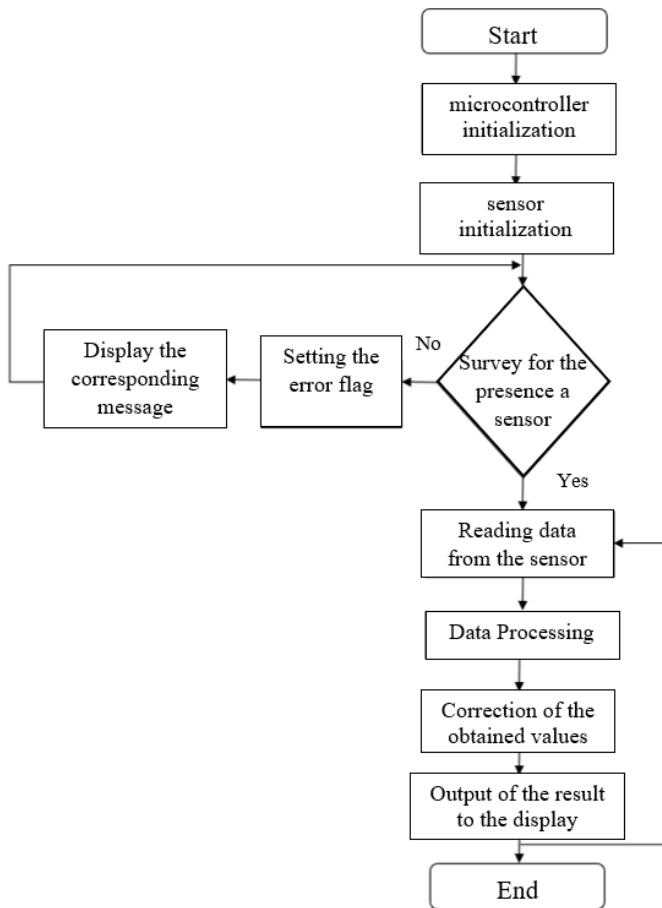 Start
microcontroller
initialization
sensor
initialization
No
Survey for the
presence a
sensor
Setting the
error flag
Display the
corresponding
message
Yes
Reading data
from the sensor
Data Processing
Correction of the
obtained values
Output of the result
to the display
End